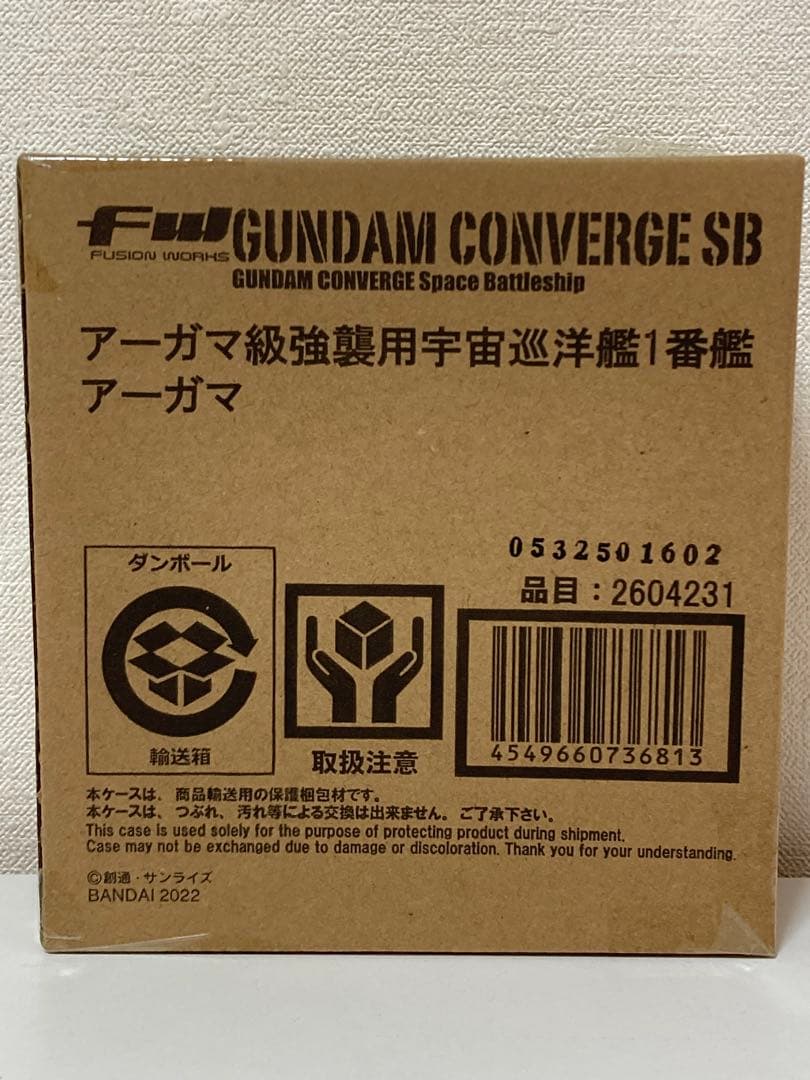 FW GUNDAM CONVERGE SB
FUSION WORKS
GUNDAM CONVERGE Space Battleship
アーガマ級強襲用宇宙巡洋艦1番艦
アーガマ
0532501602
品目：2604231
ダンボール
輸送箱
取扱注意
4549660736813
本ケースは、商品輸送用の保護梱包材です。
本ケースは、つぶれ、汚れ等による交換は出来ません。ご了承下さい。
This case is used solely for the purpose of protecting product during shipment.
Case may not be exchanged due to damage or discoloration. Thank you for your understanding.
©創通・サンライズ
BANDAI 2022